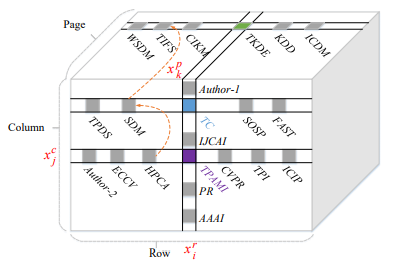 Page
WSDM
TIFS
CIKM
TKDE
KDD
ICDM
x_k^p
Author-1
TPDS
SDM
TC
SOSP
FAST
Column
IJCAI
x_j^c
Author-2
ECCV
HPCA
TPAMI
CVPR
TPI
ICIP
PR
AAAI
Row
x_i^r